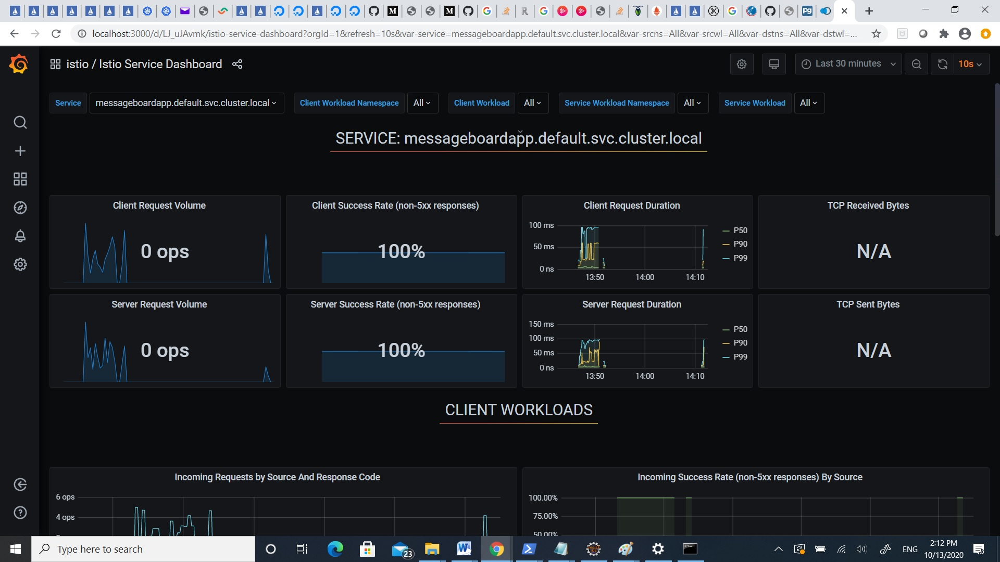 localhost:3000/d/LJ_uJAvmk/istio-service-dashboard?orgId=1&refresh=10s&var-service=messageboardapp.default.svc.cluster.local&var-srcns=All&var-srcwl=All&var-dstns=All&var-dstwl=...
istio / Istio Service Dashboard
Last 30 minutes
10s
Service messageboardapp.default.svc.cluster.local Client Workload Namespace All Client Workload All Service Workload Namespace All Service Workload All
SERVICE: messageboardapp.default.svc.cluster.local
Client Request Volume
0 ops
Client Success Rate (non-5xx responses)
100%
Client Request Duration
100 ms
50 ms
0 ns
13:50 14:00 14:10
P50
P90
P99
TCP Received Bytes
N/A
Server Request Volume
0 ops
Server Success Rate (non-5xx responses)
100%
Server Request Duration
150 ms
100 ms
50 ms
0 ns
13:50 14:00 14:10
P50
P90
P99
TCP Sent Bytes
N/A
CLIENT WORKLOADS
Incoming Requests by Source And Response Code
6 ops
4 ops
Incoming Success Rate (non-5xx responses) By Source
100.00%
75.00%
50.00%
Type here to search
23
ENG
2:12 PM
10/13/2020